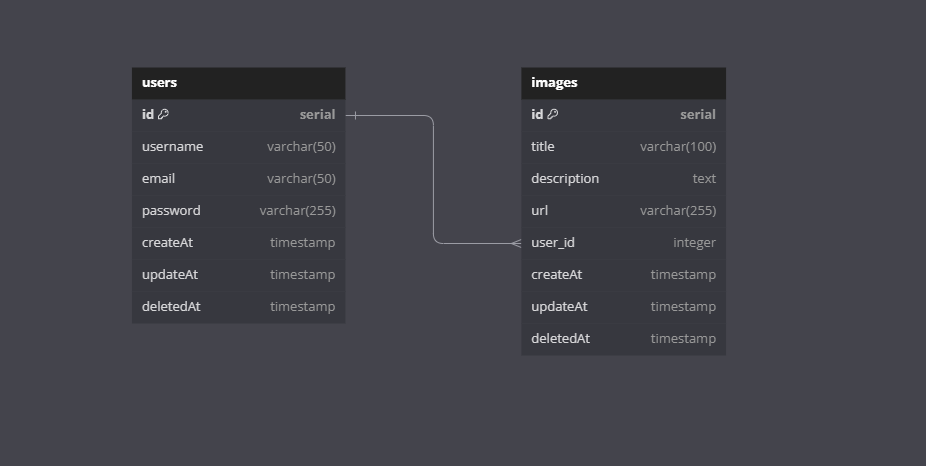 users
id serial
username varchar(50)
email varchar(50)
password varchar(255)
createAt timestamp
updateAt timestamp
deletedAt timestamp
images
id serial
title varchar(100)
description text
url varchar(255)
user_id integer
createAt timestamp
updateAt timestamp
deletedAt timestamp